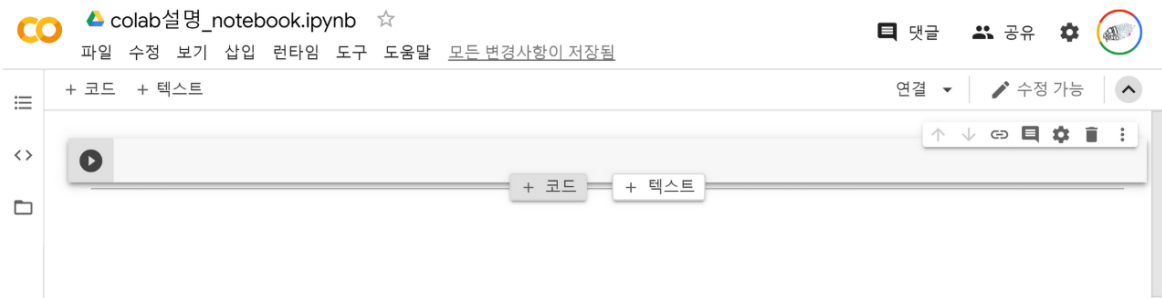 colab설명_notebook.ipynb
댓글 공유
파일 수정 보기 삽입 런타임 도구 도움말 모든 변경사항이 저장됨
+ 코드 + 텍스트 연결 수정 가능
+ 코드 + 텍스트